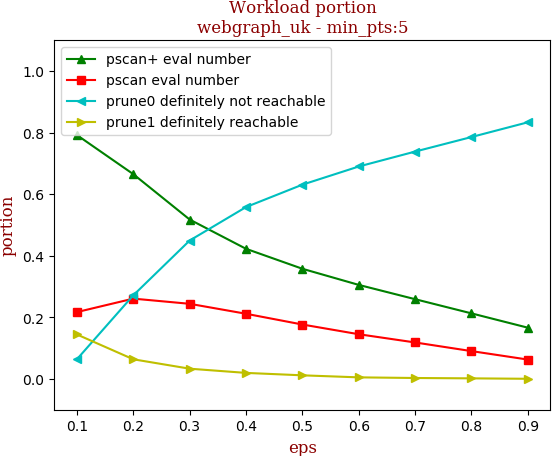 Workload portion
webgraph_uk - min_pts:5
pscan+ eval number
pscan eval number
prune0 definitely not reachable
prune1 definitely reachable
1.0
0.8
0.6
0.4
0.2
0.0
portion
0.1 0.2 0.3 0.4 0.5 0.6 0.7 0.8 0.9
eps